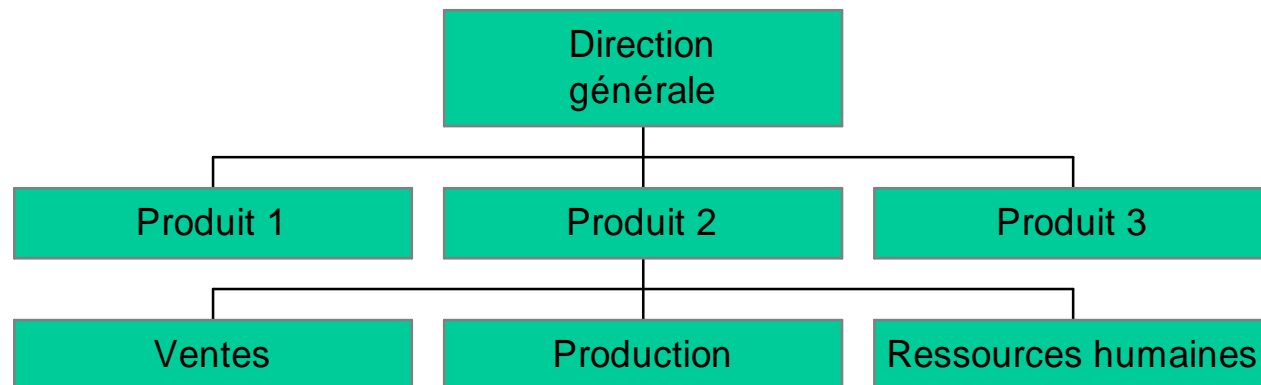 Direction
générale
Produit 1
Produit 2
Produit 3
Ventes
Production
Ressources humaines